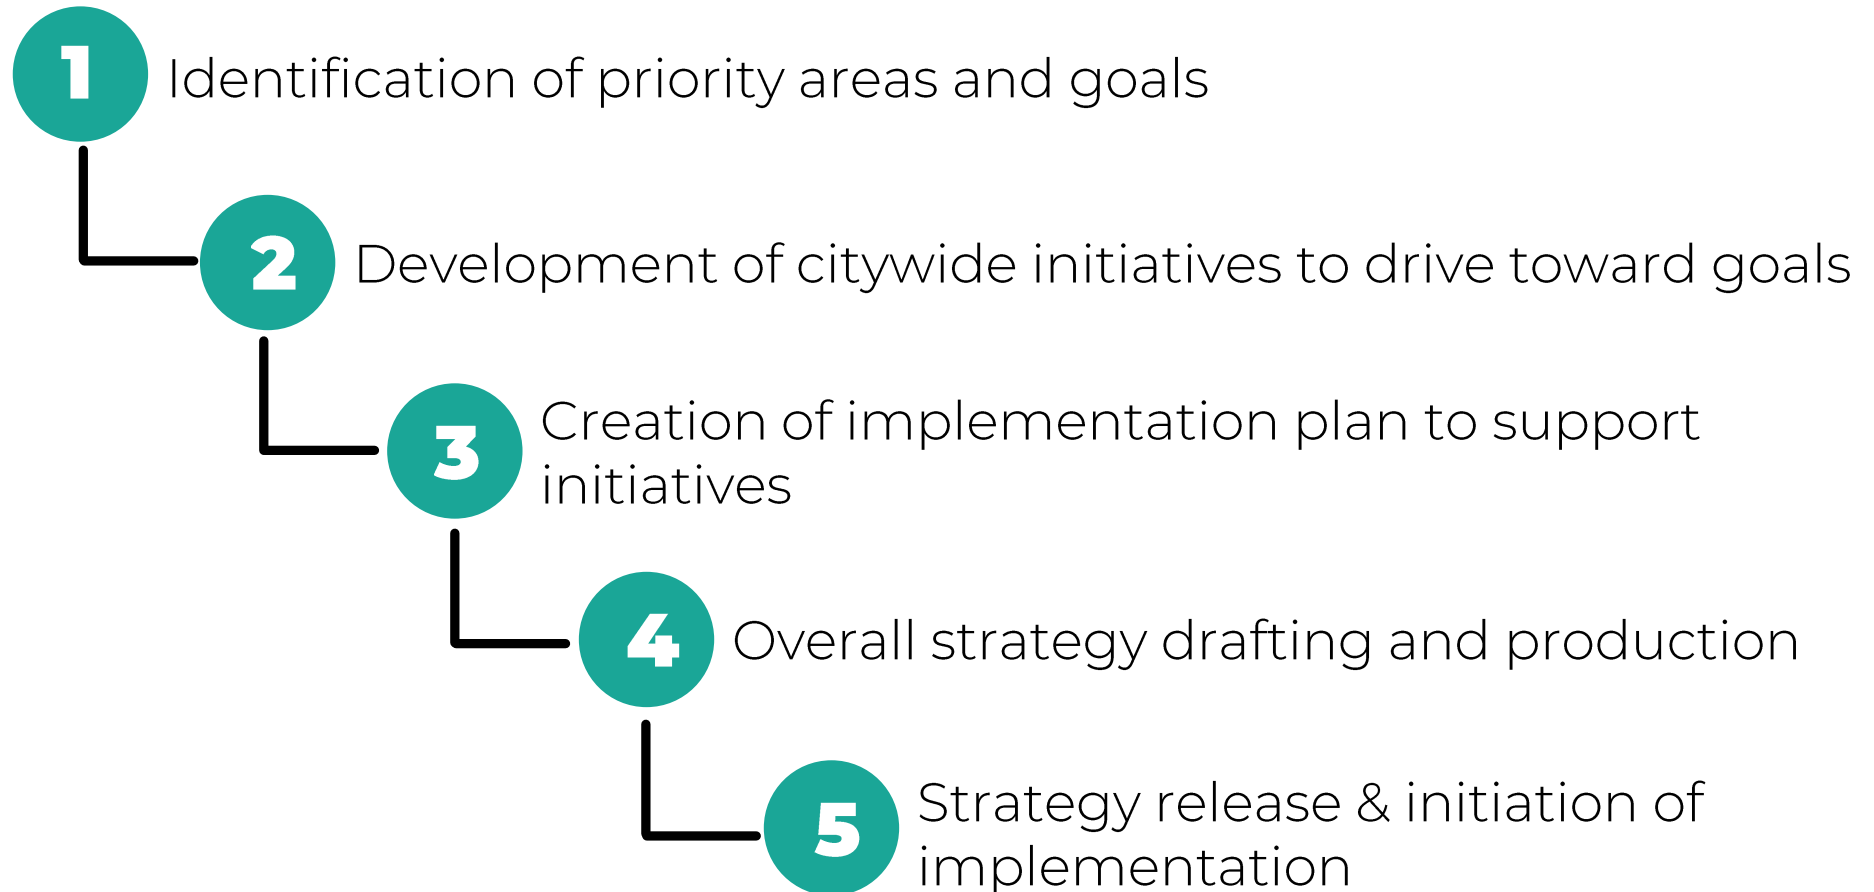 1
Identification of priority areas and goals
2
Development of citywide initiatives to drive toward goals
3
Creation of implementation plan to support
initiatives
4
Overall strategy drafting and production
5
Strategy release & initiation of
implementation